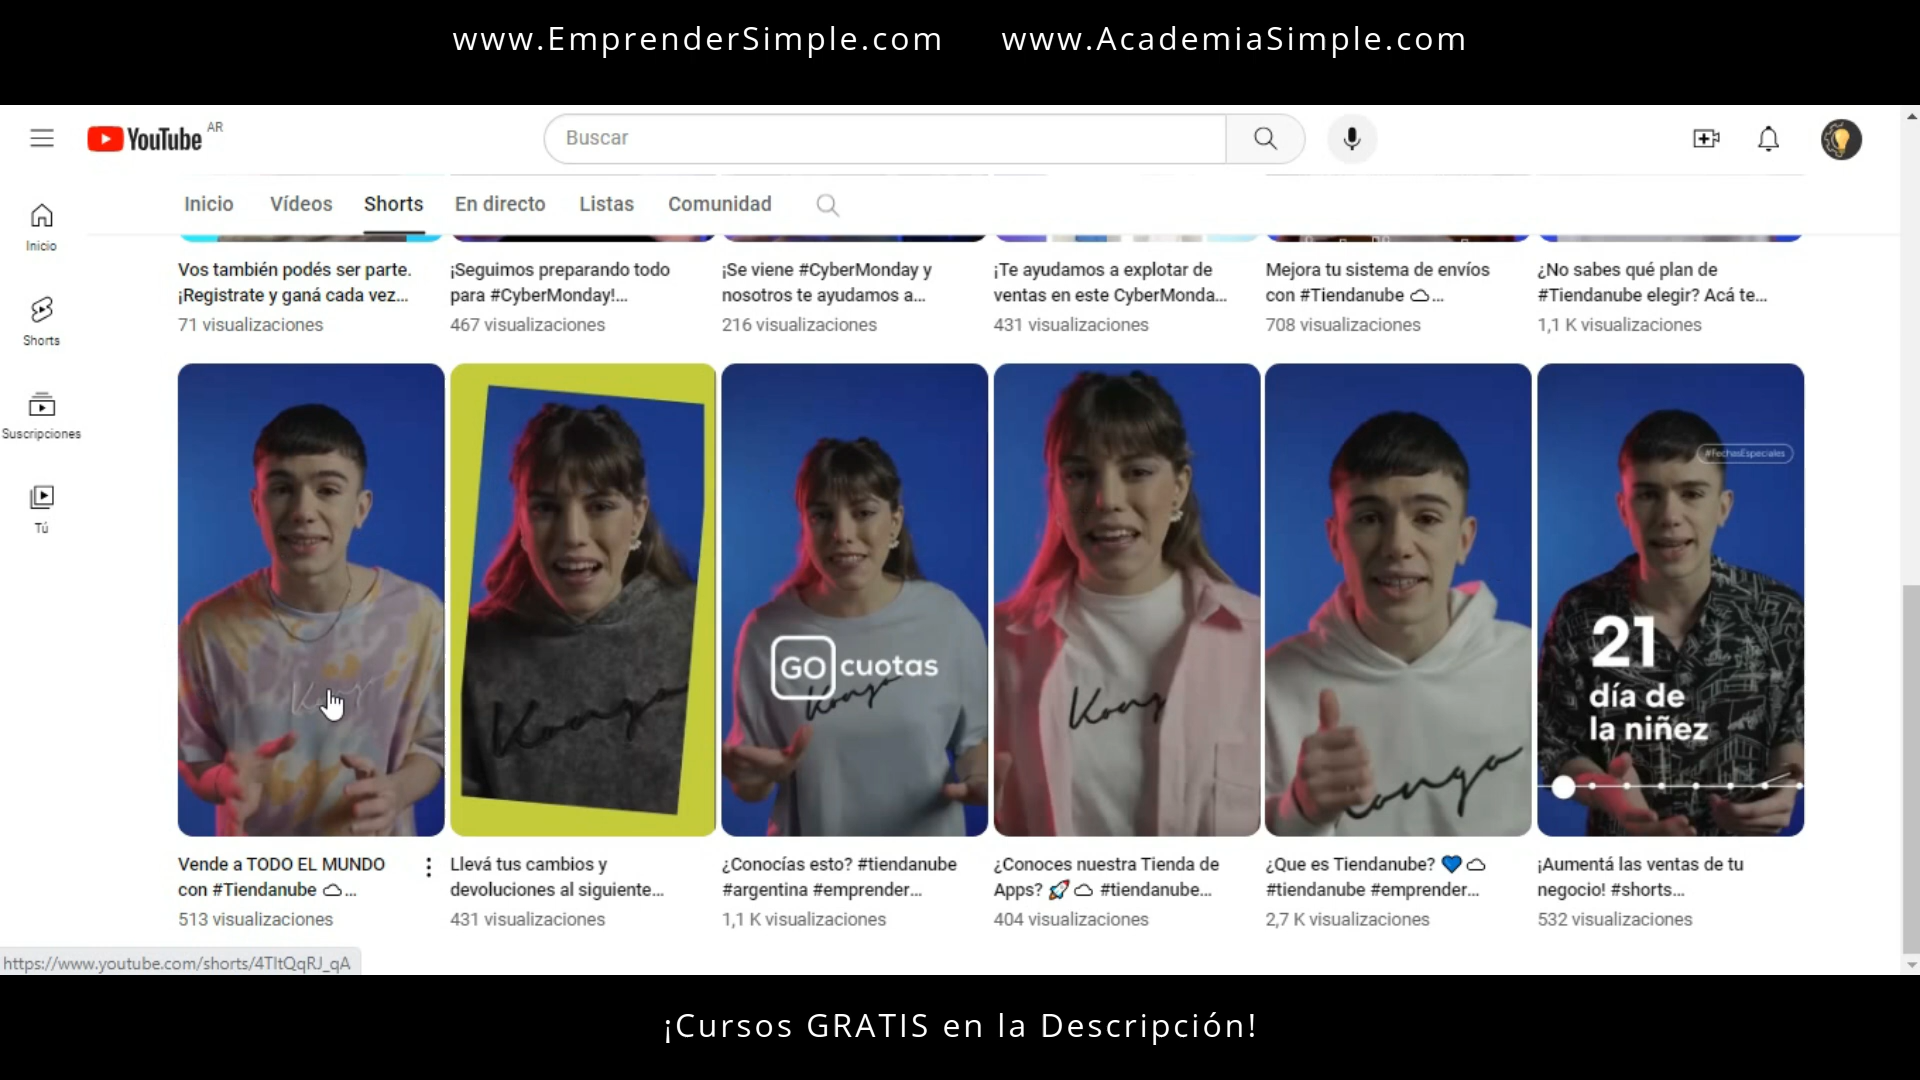 www.EmprenderSimple.com www.AcademiaSimple.com
YouTube AR
Buscar
Inicio Vídeos Shorts En directo Listas Comunidad
Inicio
Shorts
Suscripciones
Tú
Vos también podés ser parte.
¡Registrate y ganá cada vez...
71 visualizaciones
¡Seguimos preparando todo
para #CyberMonday!...
467 visualizaciones
¡Se viene #CyberMonday y
nosotros te ayudamos a...
216 visualizaciones
¡Te ayudamos a explotar de
ventas en este CyberMonda...
431 visualizaciones
Mejora tu sistema de envíos
con #Tiendanube ☁...
708 visualizaciones
¿No sabes qué plan de
#Tiendanube elegir? Acá te...
1,1 K visualizaciones
Konga
Konga
GO cuotas
Konga
Kong
Konga
#FechasEspeciales
21
día de
la niñez
Vende a TODO EL MUNDO
con #Tiendanube ☁...
513 visualizaciones
Llevá tus cambios y
devoluciones al siguiente...
431 visualizaciones
¿Conocías esto? #tiendanube
#argentina #emprender...
1,1 K visualizaciones
¿Conoces nuestra Tienda de
Apps? 🚀☁ #tiendanube...
404 visualizaciones
¿Que es Tiendanube? 💙☁
#tiendanube #emprender...
2,7 K visualizaciones
¡Aumentá las ventas de tu
negocio! #shorts...
532 visualizaciones
https://www.youtube.com/shorts/4TltQqRJ_qA
¡Cursos GRATIS en la Descripción!